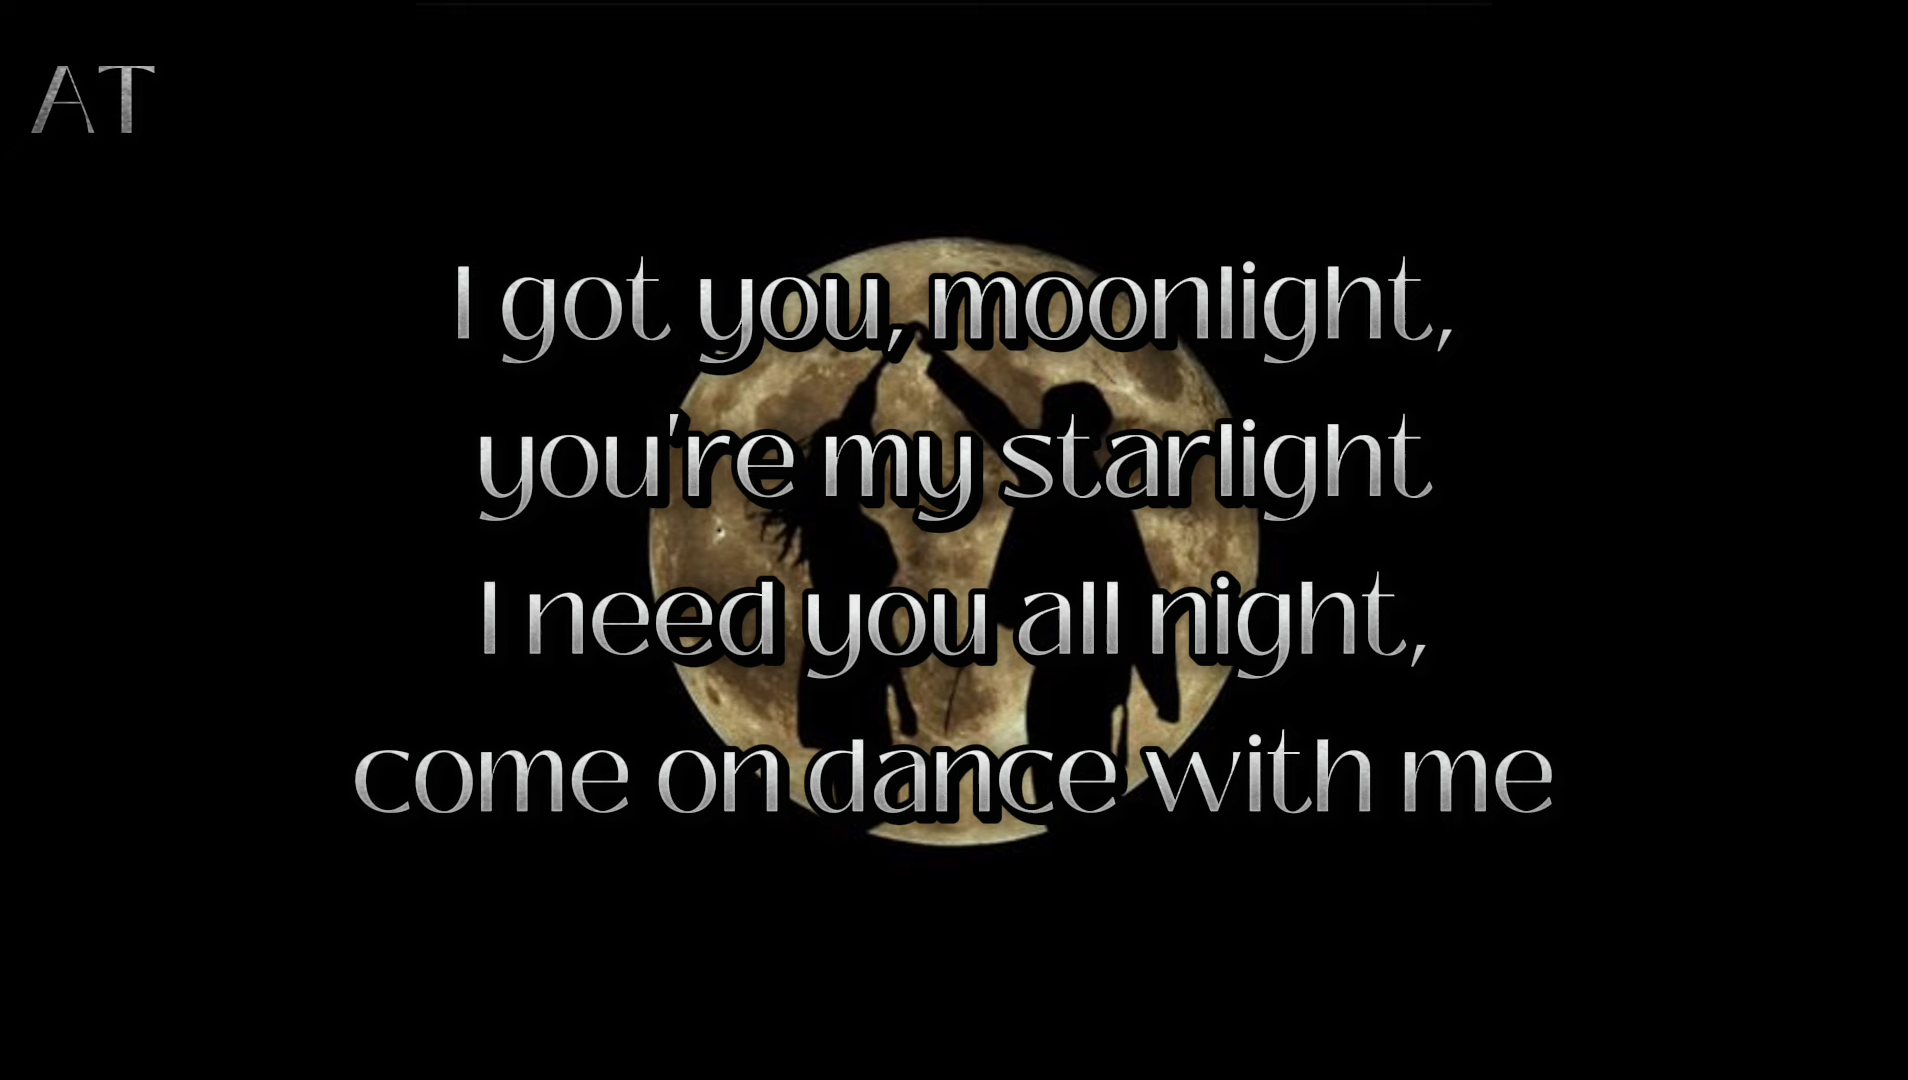 AT
I got you, moonlight,
you're my starlight
I need you all night,
come on dance with me